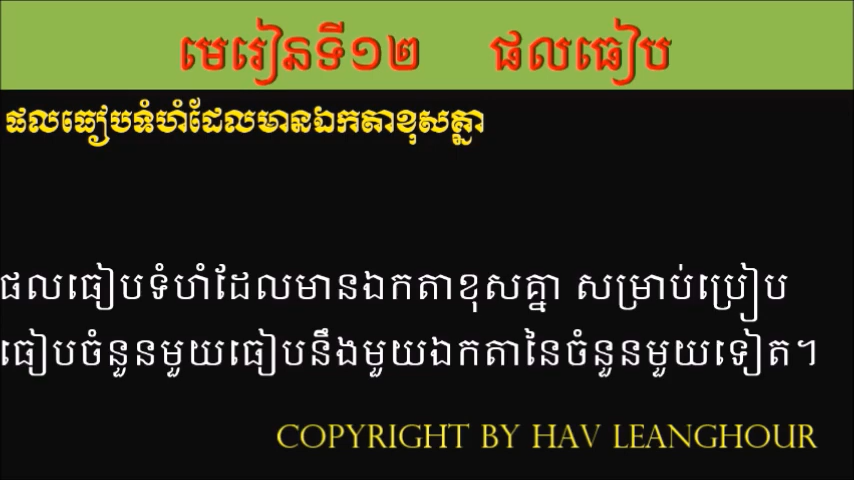 មេរៀនទី១២ ផលធៀប
ផលធៀបទំហំដែលមានឯកតាខុសគ្នា
ផលធៀបទំហំដែលមានឯកតាខុសគ្នា សម្រាប់ប្រៀប
ធៀបចំនួនមួយធៀបនឹងមួយឯកតានៃចំនួនមួយទៀត។
COPYRIGHT BY HAV LEANGHOUR